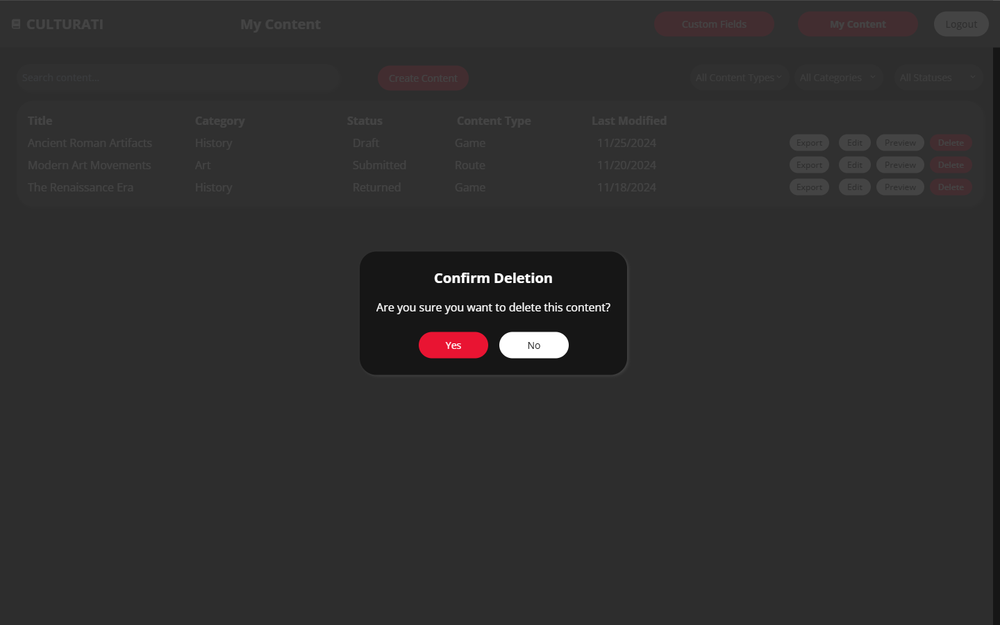 CULTURATI My Content Custom Fields My Content Logout
Search content... Create Content All Content Types All Categories All Statuses
Title Category Status Content Type Last Modified
Ancient Roman Artifacts History Draft Game 11/25/2024 Export Edit Preview Delete
Modern Art Movements Art Submitted Route 11/20/2024 Export Edit Preview Delete
The Renaissance Era History Returned Game 11/18/2024 Export Edit Preview Delete
Confirm Deletion
Are you sure you want to delete this content?
Yes No